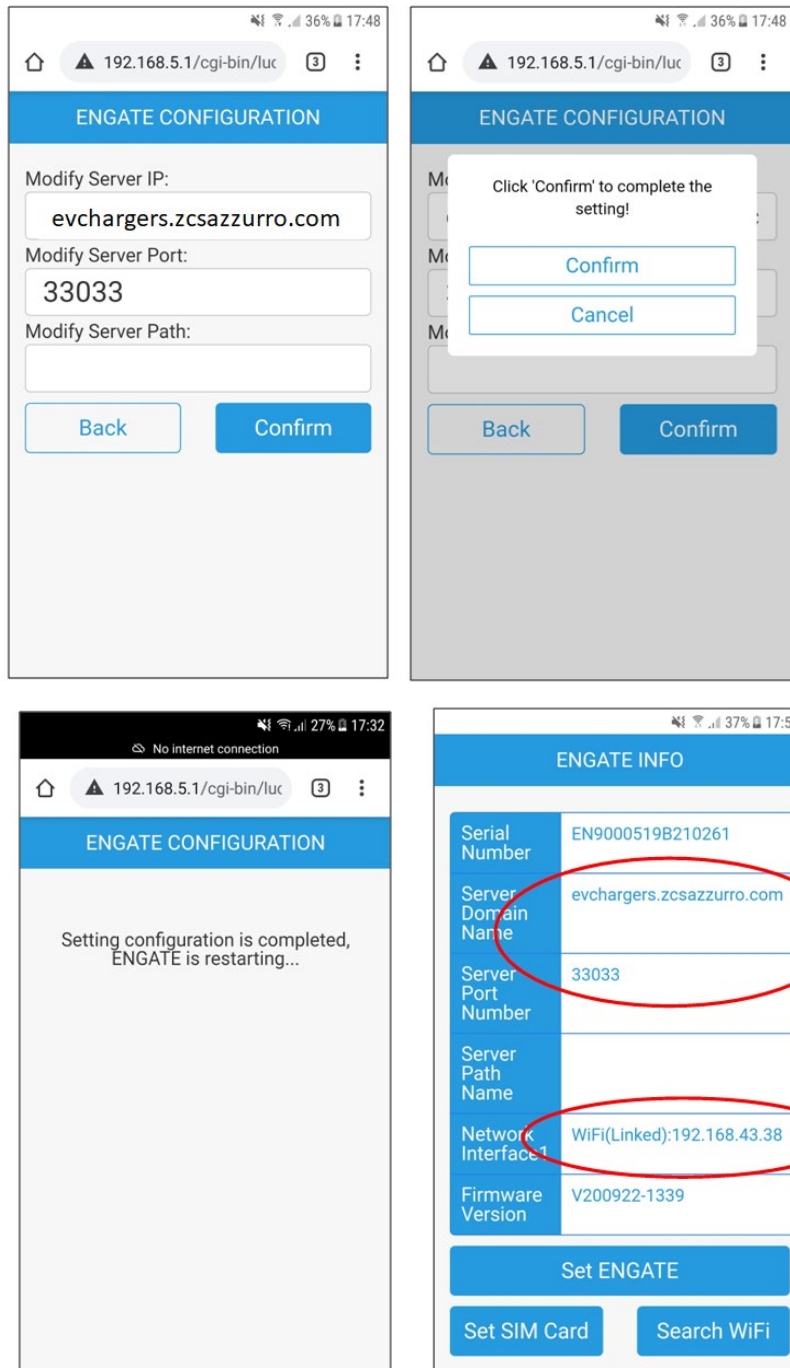 36% 17:48
192.168.5.1/cgi-bin/luc 3
ENGATE CONFIGURATION
Modify Server IP:
evchargers.zcsazzurro.com
Modify Server Port:
33033
Modify Server Path:
Back Confirm
36% 17:48
192.168.5.1/cgi-bin/luc 3
ENGATE CONFIGURATION
Click 'Confirm' to complete the
setting!
Confirm
Cancel
Back Confirm
27% 17:32
No internet connection
192.168.5.1/cgi-bin/luc 3
ENGATE CONFIGURATION
Setting configuration is completed,
ENGATE is restarting...
37% 17:5
ENGATE INFO
Serial
Number
EN9000519B210261
Server
Domain
Name
evchargers.zcsazzurro.com
Server
Port
Number
33033
Server
Path
Name
Network
Interface1
WiFi(Linked):192.168.43.38
Firmware
Version
V200922-1339
Set ENGATE
Set SIM Card Search WiFi